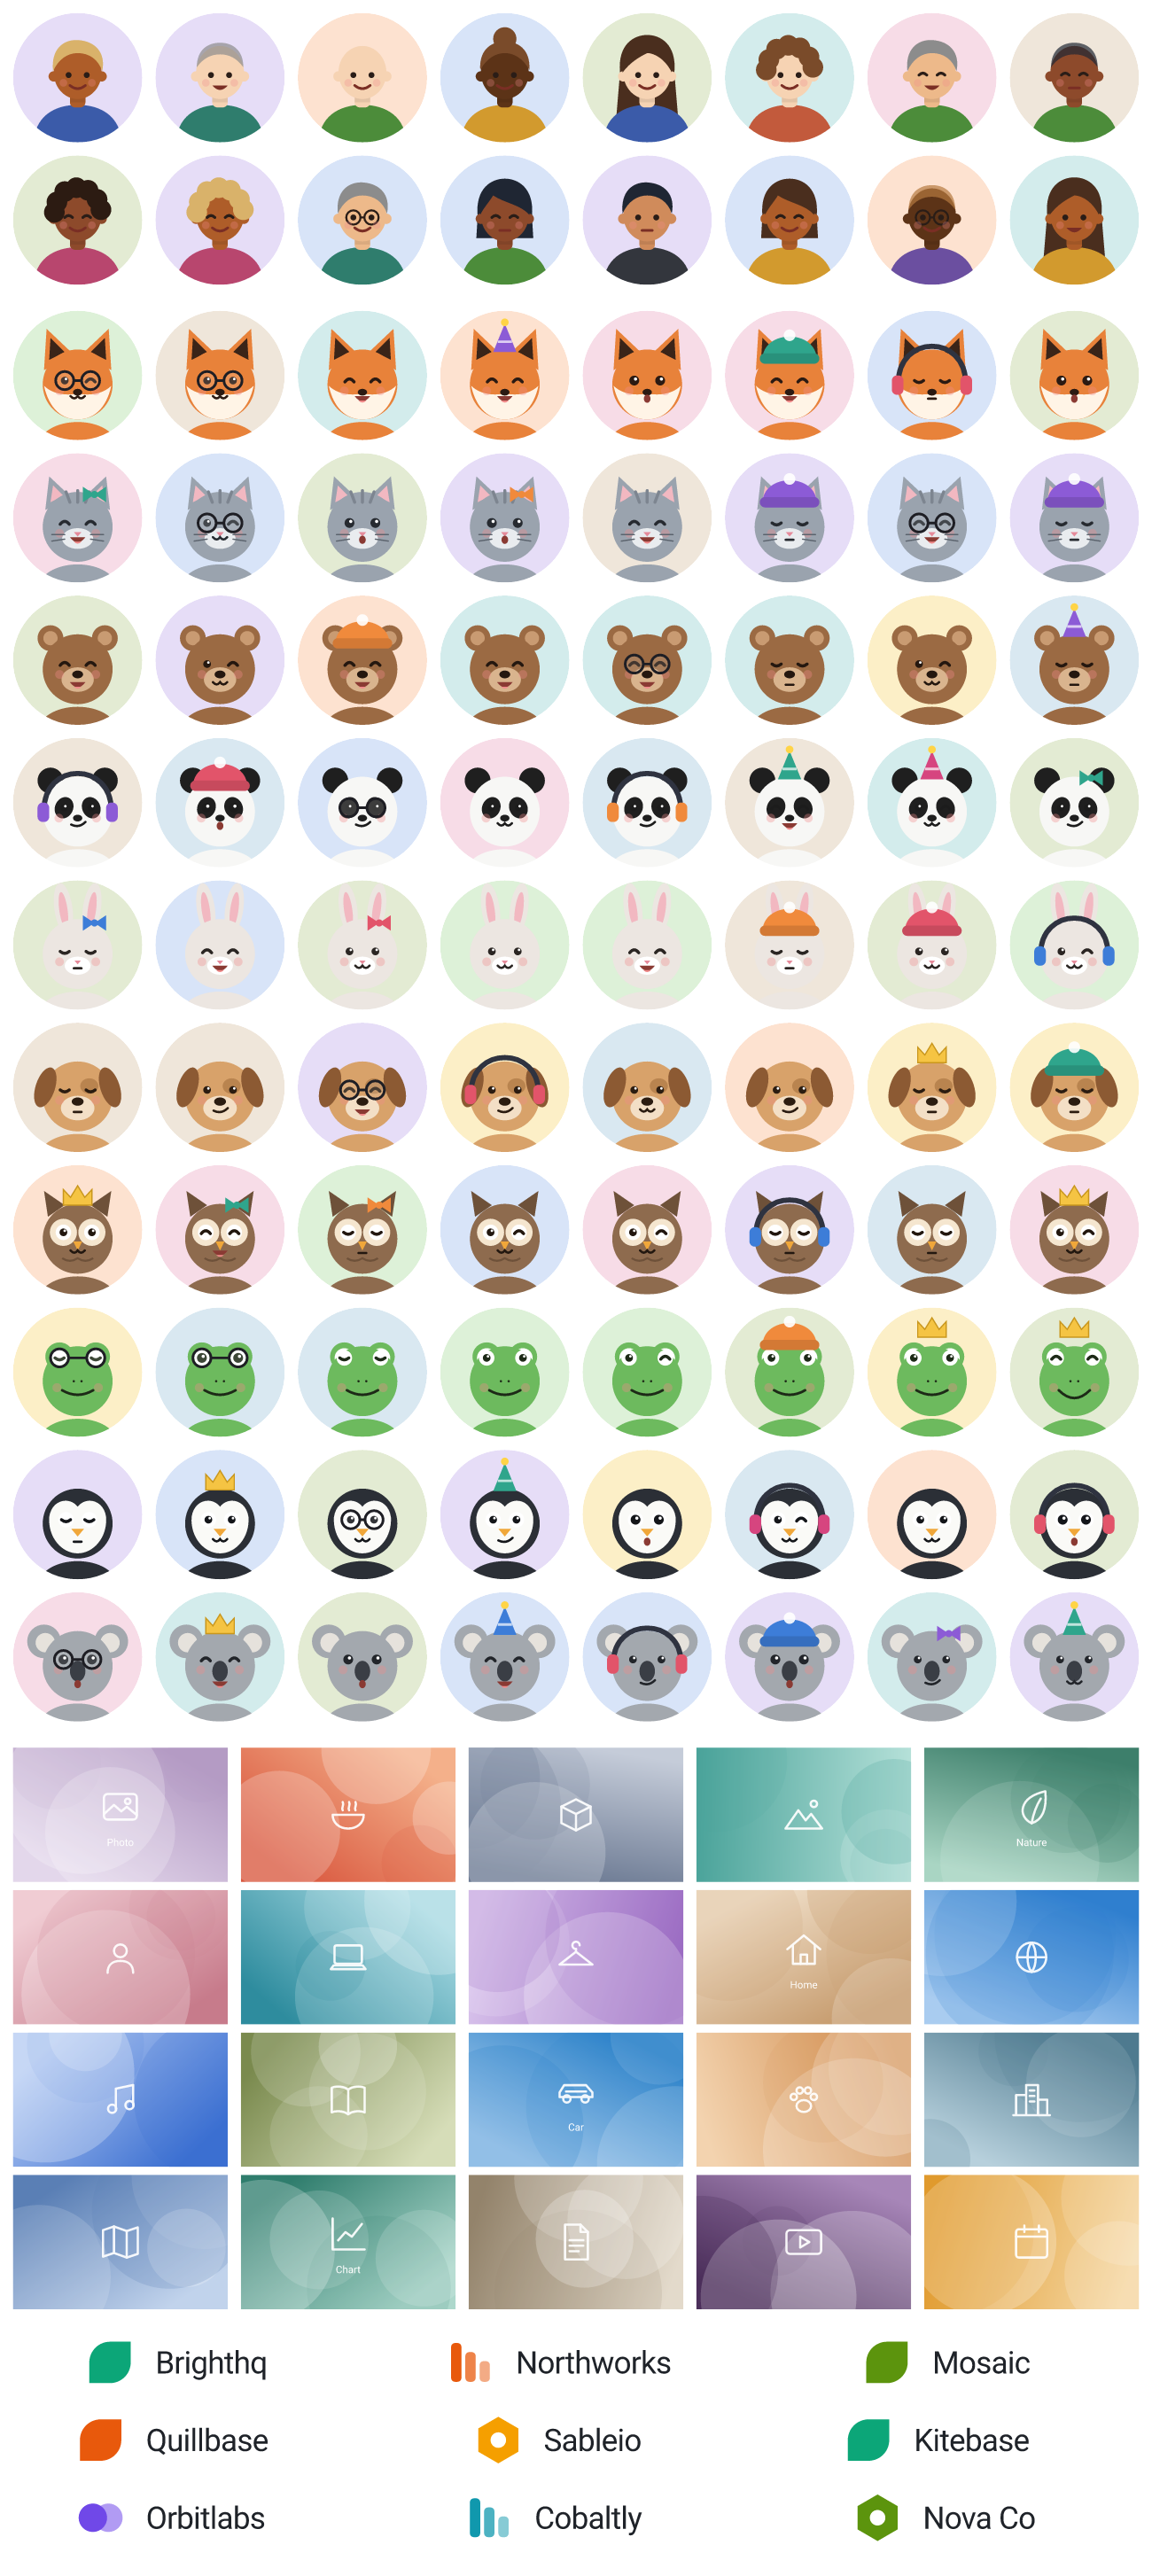 Photo
Nature
Home
Car
Chart
Brighthq
Northworks
Mosaic
Quillbase
Sableio
Kitebase
Orbitlabs
Cobaltly
Nova Co